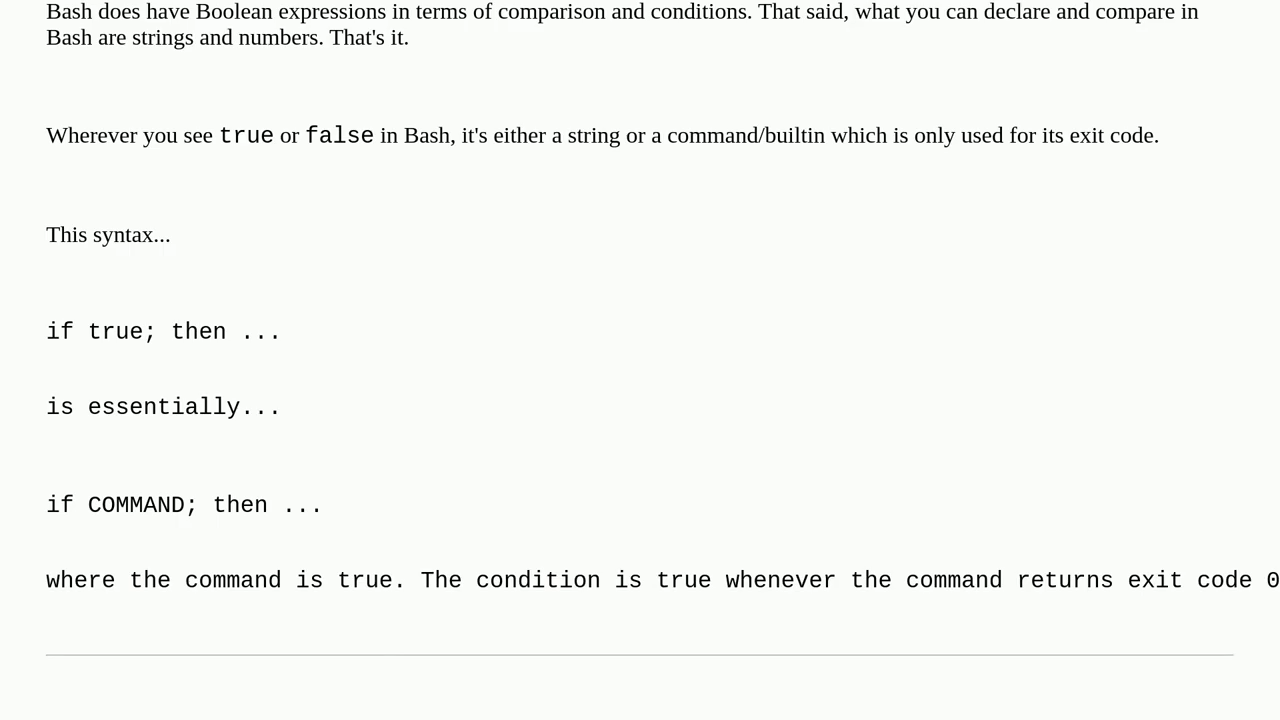 Bash does have Boolean expressions in terms of comparison and conditions. That said, what you can declare and compare in
Bash are strings and numbers. That's it.
Wherever you see true or false in Bash, it's either a string or a command/builtin which is only used for its exit code.
This syntax...
if true; then ...
is essentially...
if COMMAND; then ...
where the command is true. The condition is true whenever the command returns exit code 0